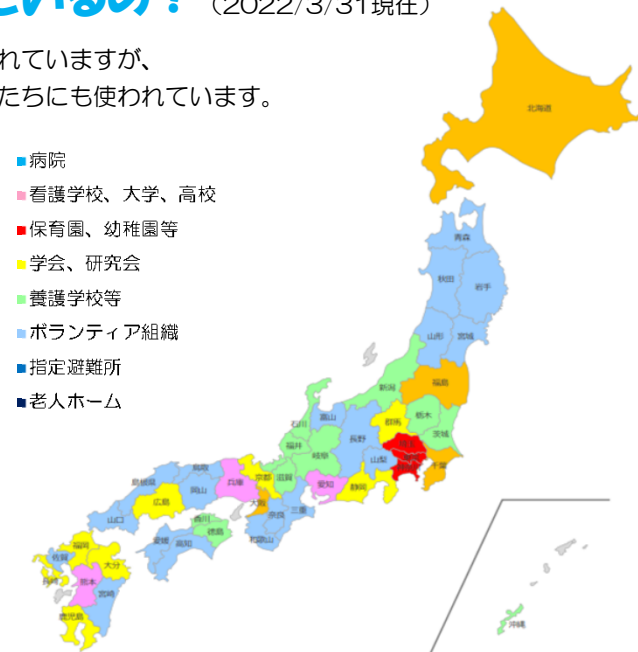 どいるの？（2022/3/31現在）
れていますが、
たちにも使われています。
病院
看護学校、大学、高校
保育園、幼稚園等
学会、研究会
養護学校等
ボランティア組織
指定避難所
老人ホーム
北海道
青森
秋田
岩手
山形
宮城
福島
新潟
栃木
群馬
茨城
石川
富山
長野
福井
岐阜
山梨
千葉
静岡
愛知
滋賀
京都
兵庫
大阪
奈良
三重
和歌山
鳥取
島根県
岡山
広島
山口
香川
徳島
愛媛
高知
福岡
佐賀
長崎
大分
熊本
宮崎
鹿児島
沖縄